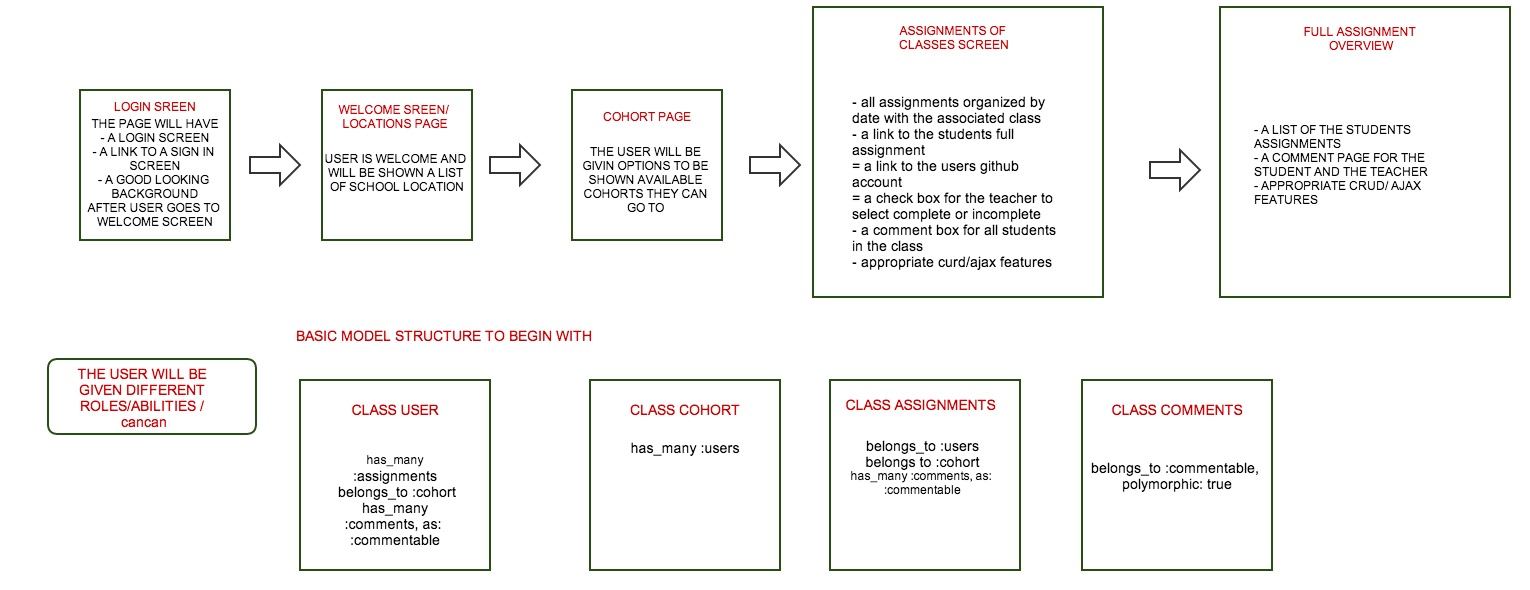 LOGIN SREEN
THE PAGE WILL HAVE
- A LOGIN SCREEN
- A LINK TO A SIGN IN
SCREEN
- A GOOD LOOKING
BACKGROUND
AFTER USER GOES TO
WELCOME SCREEN
WELCOME SREEN/
LOCATIONS PAGE
USER IS WELCOME AND
WILL BE SHOWN A LIST
OF SCHOOL LOCATION
COHORT PAGE
THE USER WILL BE
GIVIN OPTIONS TO BE
SHOWN AVAILABLE
COHORTS THEY CAN
GO TO
ASSIGNMENTS OF
CLASSES SCREEN
- all assignments organized by
date with the associated class
- a link to the students full
assignment
= a link to the users github
account
= a check box for the teacher to
select complete or incomplete
- a comment box for all students
in the class
- appropriate curd/ajax features
FULL ASSIGNMENT
OVERVIEW
- A LIST OF THE STUDENTS
ASSIGNMENTS
- A COMMENT PAGE FOR THE
STUDENT AND THE TEACHER
- APPROPRIATE CRUD/ AJAX
FEATURES
BASIC MODEL STRUCTURE TO BEGIN WITH
THE USER WILL BE
GIVEN DIFFERENT
ROLES/ABILITIES /
cancan
CLASS USER
has_many
:assignments
belongs_to :cohort
has_many
:comments, as:
:commentable
CLASS COHORT
has_many :users
CLASS ASSIGNMENTS
belongs_to :users
belongs to :cohort
has_many :comments, as:
:commentable
CLASS COMMENTS
belongs_to :commentable,
polymorphic: true